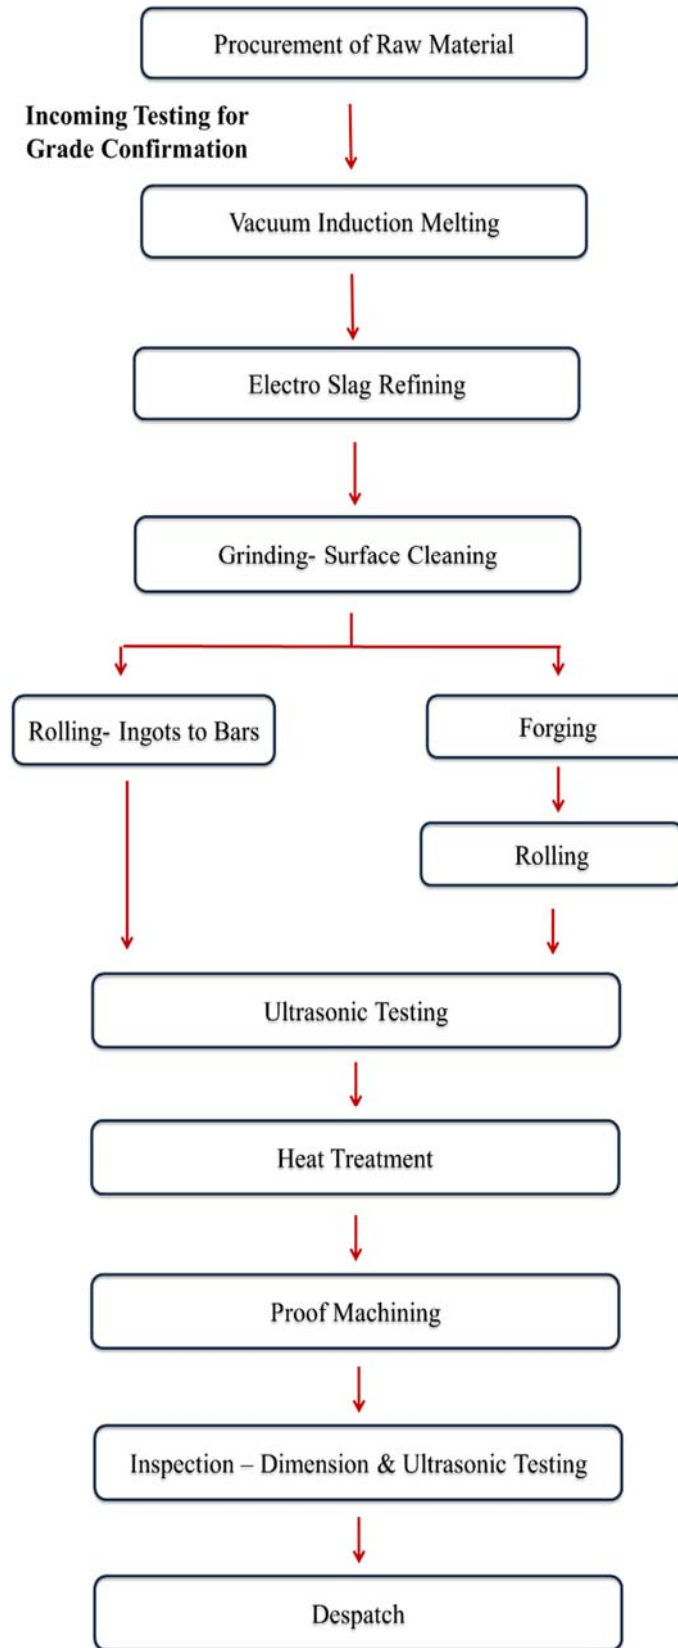 Procurement of Raw Material
Incoming Testing for
Grade Confirmation
Vacuum Induction Melting
Electro Slag Refining
Grinding- Surface Cleaning
Rolling- Ingots to Bars
Forging
Rolling
Ultrasonic Testing
Heat Treatment
Proof Machining
Inspection – Dimension & Ultrasonic Testing
Despatch